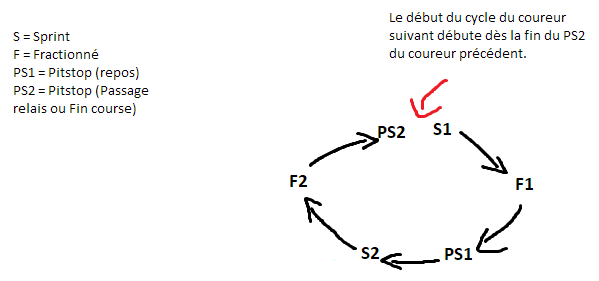 Le début du cycle du coureur
suivant débute dès la fin du PS2
du coureur précédent.
S = Sprint
F = Fractionné
PS1 = Pitstop (repos)
PS2 = Pitstop (Passage
relais ou Fin course)
PS2
S1
F1
PS1
S2
F2